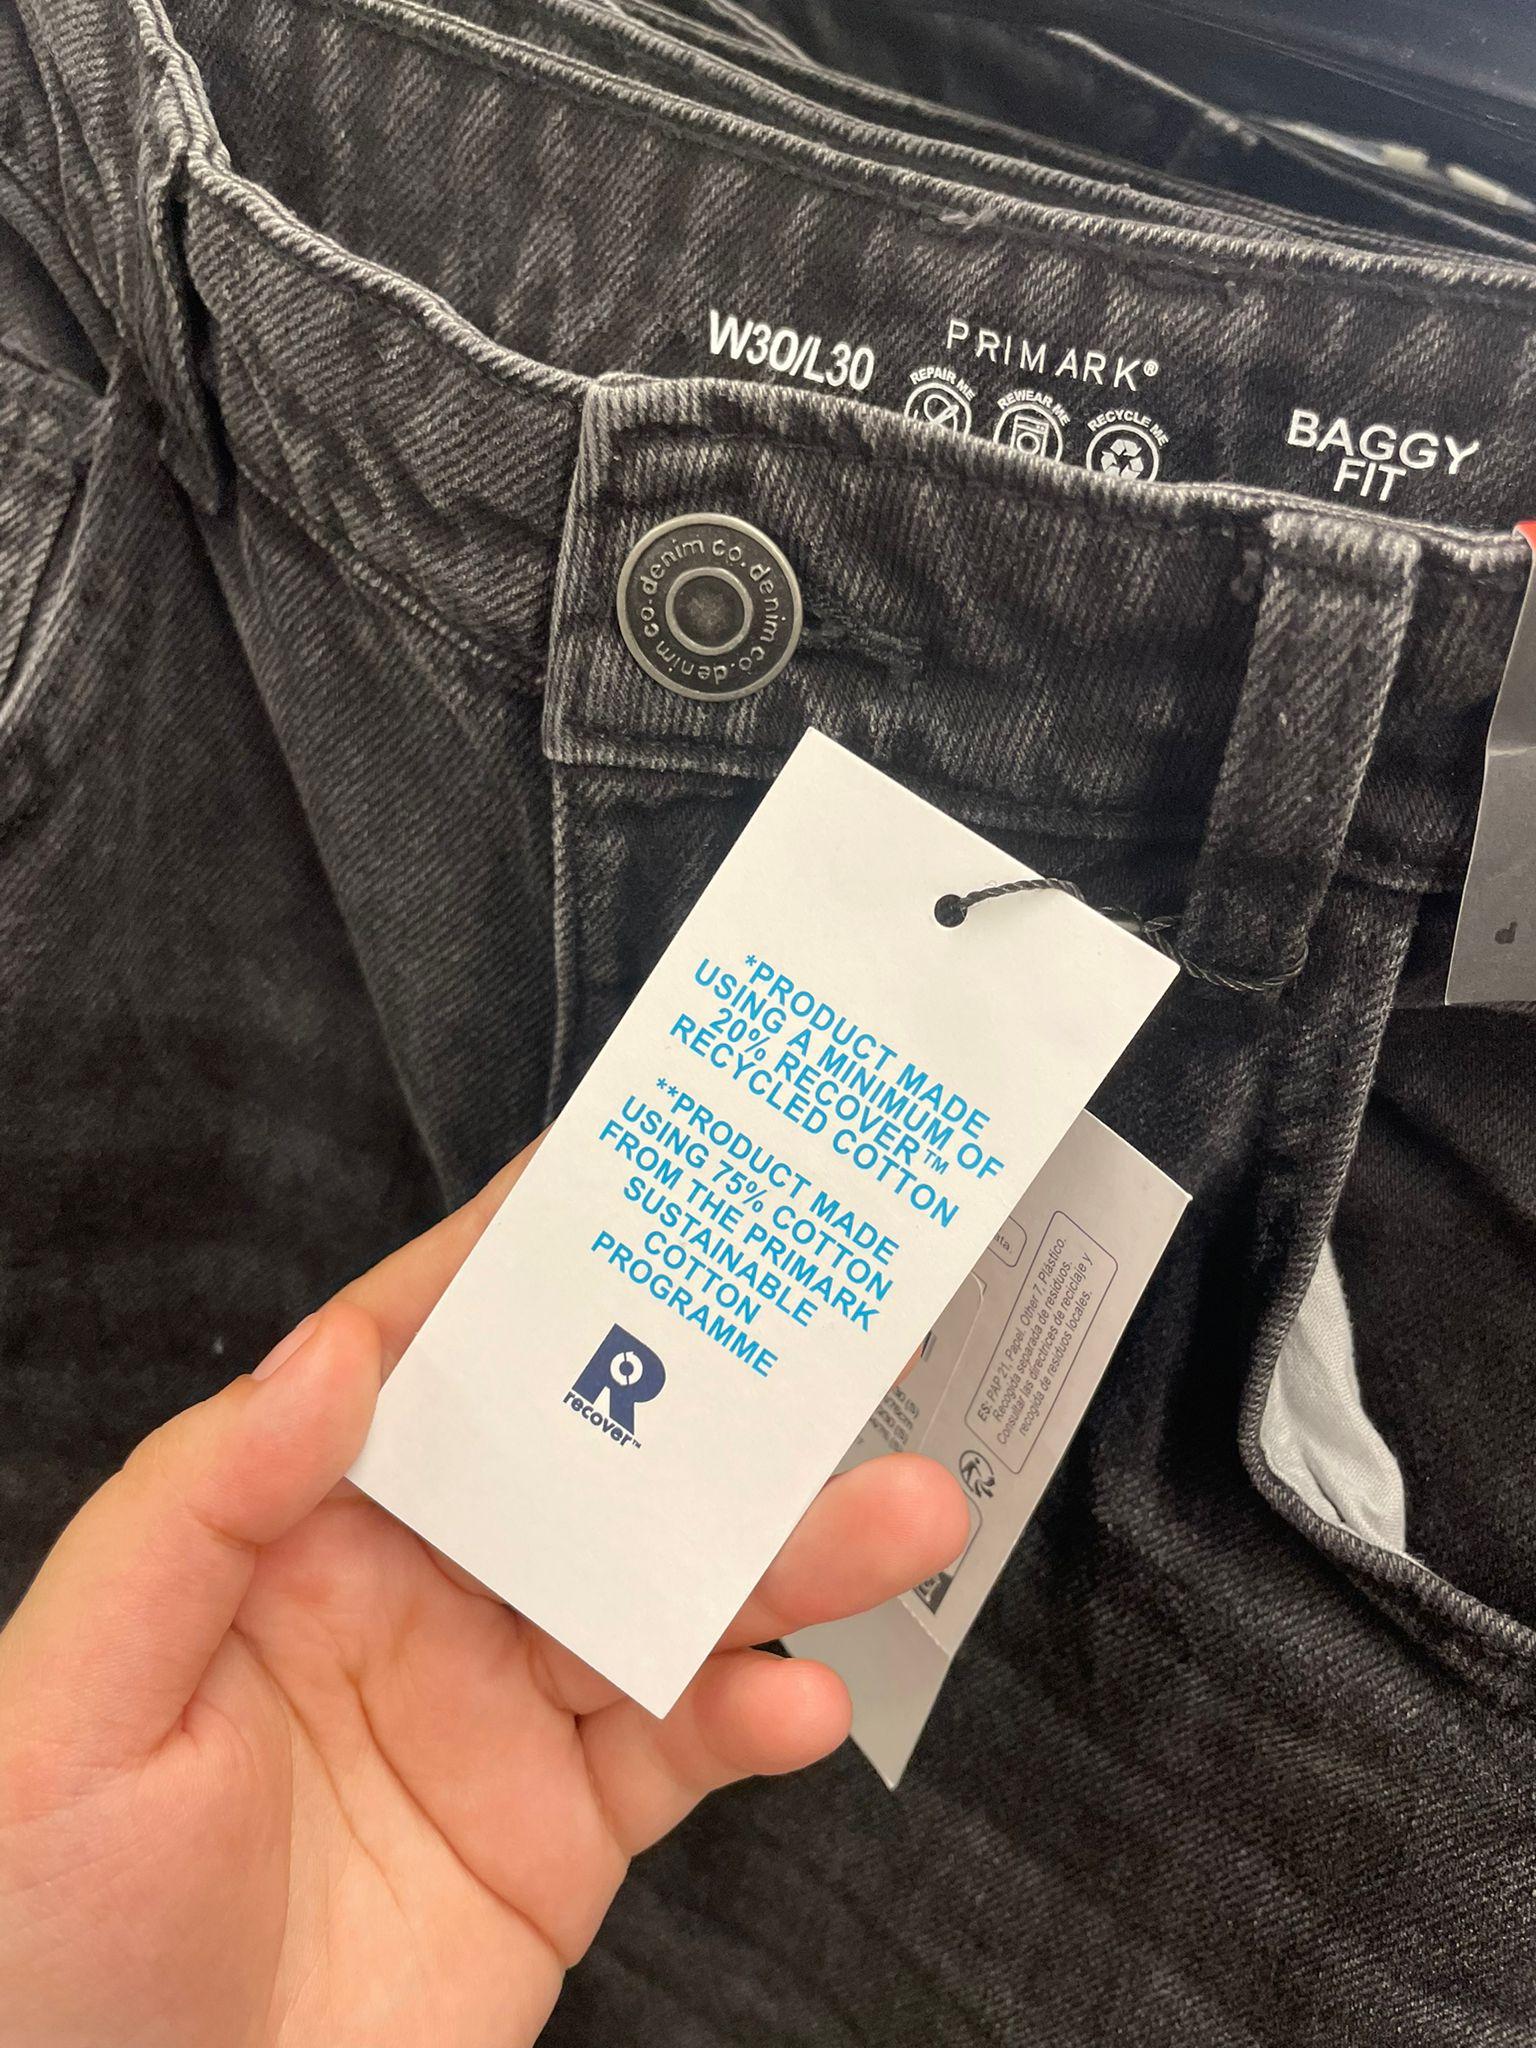 W30/L30
PRIMARK®
REPAIR ME
REWEAR ME
RECYCLE ME
BAGGY
FIT
denim co. denim co. denim co.
*PRODUCT MADE
USING A MINIMUM OF
20% RECOVER™
RECYCLED COTTON
**PRODUCT MADE
USING 75% COTTON
FROM THE PRIMARK
SUSTAINABLE
COTTON
PROGRAMME
R
recover™
ES: PAP 21, Papel. Other 7, Plástico.
Recogida separada de residuos.
Consultar las directrices de reciclaje y
recogida de residuos locales.